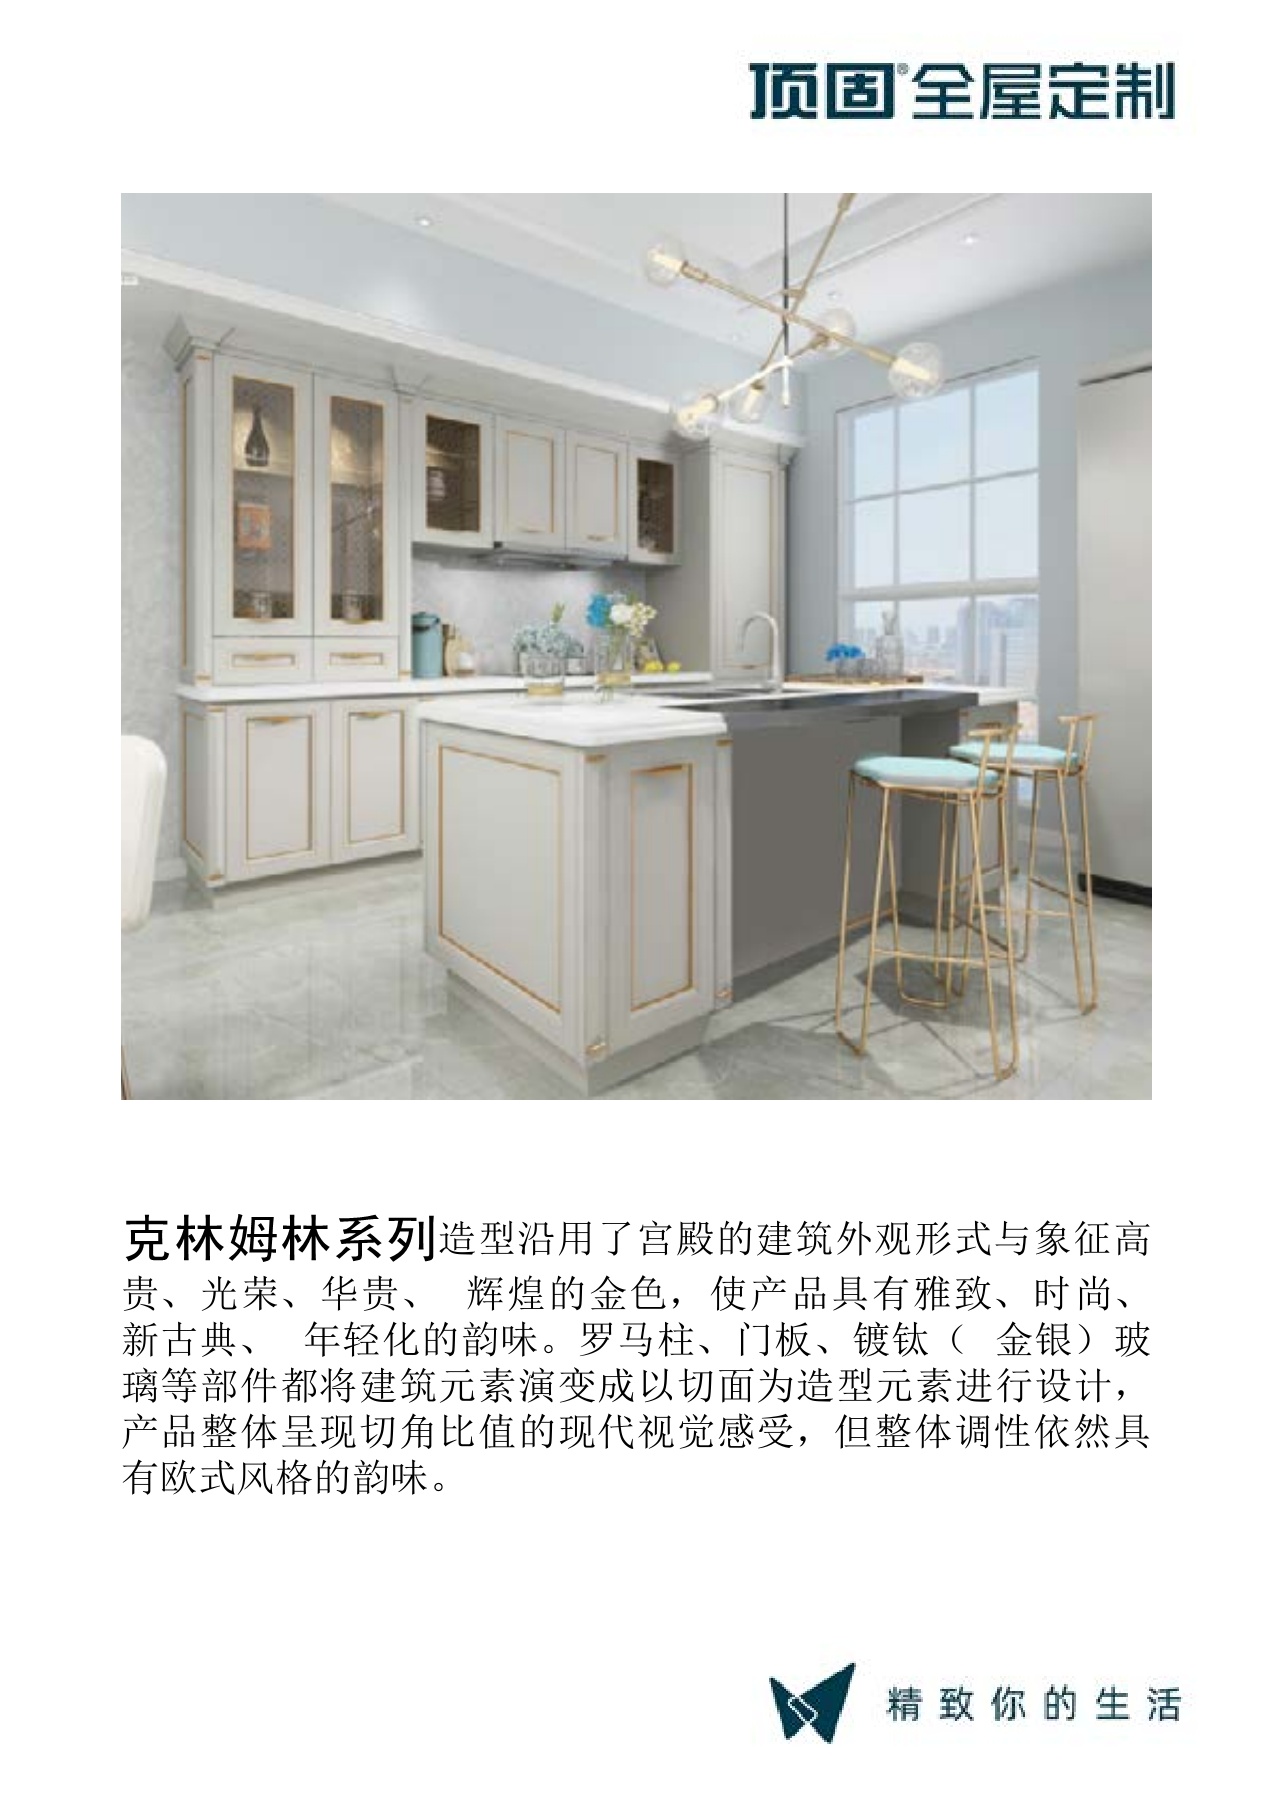 顶固®全屋定制
克林姆林系列造型沿用了宫殿的建筑外观形式与象征高
贵、光荣、华贵、 辉煌的金色，使产品具有雅致、时尚、
新古典、 年轻化的韵味。罗马柱、门板、镀钛（ 金银）玻
璃等部件都将建筑元素演变成以切面为造型元素进行设计，
产品整体呈现切角比值的现代视觉感受，但整体调性依然具
有欧式风格的韵味。
精致你的生活